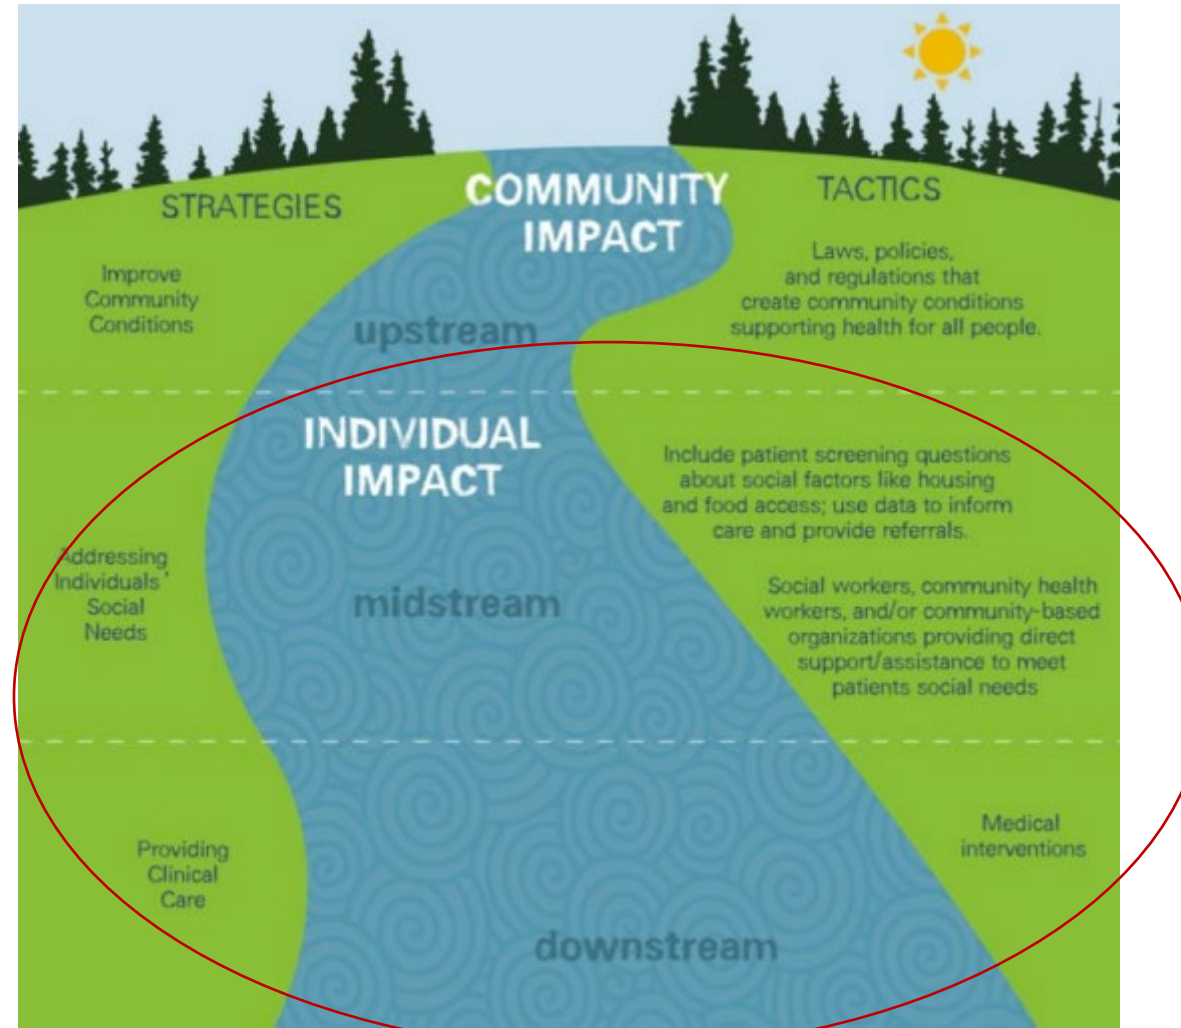 STRATEGIES
COMMUNITY
IMPACT
TACTICS
Improve
Community
Conditions
upstream
Laws, policies,
and regulations that
create community conditions
supporting health for all people.
INDIVIDUAL
IMPACT
Addressing
Individuals'
Social
Needs
midstream
Include patient screening questions
about social factors like housing
and food access; use data to inform
care and provide referrals.
Social workers, community health
workers, and/or community-based
organizations providing direct
support/assistance to meet
patients social needs
Providing
Clinical
Care
downstream
Medical
interventions